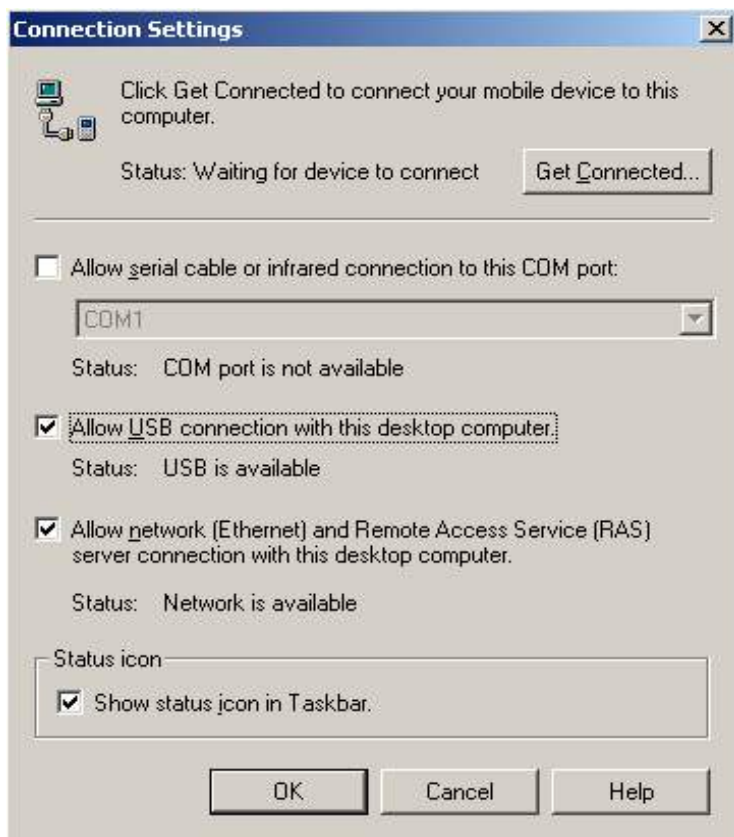 Connection Settings
Click Get Connected to connect your mobile device to this
computer.
Status: Waiting for device to connect
Get Connected...
Allow serial cable or infrared connection to this COM port:
COM1
Status: COM port is not available
Allow USB connection with this desktop computer.
Status: USB is available
Allow network (Ethernet) and Remote Access Service (RAS)
server connection with this desktop computer.
Status: Network is available
Status icon
Show status icon in Taskbar.
OK Cancel Help